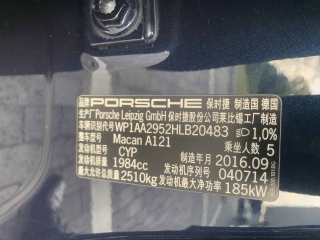 品牌 PORSCHE 保时捷 制造国 德国
生产厂 Porsche Leipzig GmbH 保时捷股份公司莱比锡工厂制造
车辆识别代号 WP1AA2952HLB20483 1,0%
车型 Macan A121 乘坐人数 5
发动机型号 CYP 制造年月 2016.09
发动机排量 1984cc 发动机序列号 040714
最大允许总质量 2510kg 发动机最大净功率 185kW